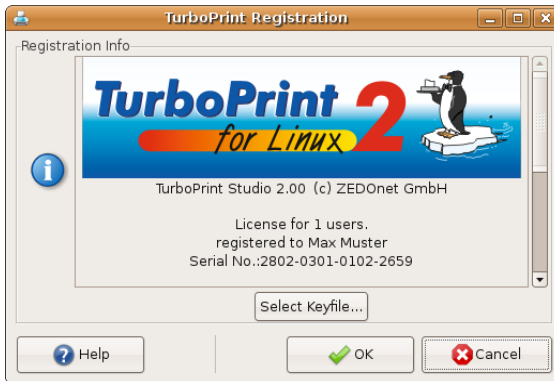 TurboPrint Registration
Registration Info
TurboPrint 2
for Linux
TurboPrint Studio 2.00 (c) ZEDOnet GmbH
License for 1 users.
registered to Max Muster
Serial No.:2802-0301-0102-2659
Select Keyfile...
Help
OK
Cancel